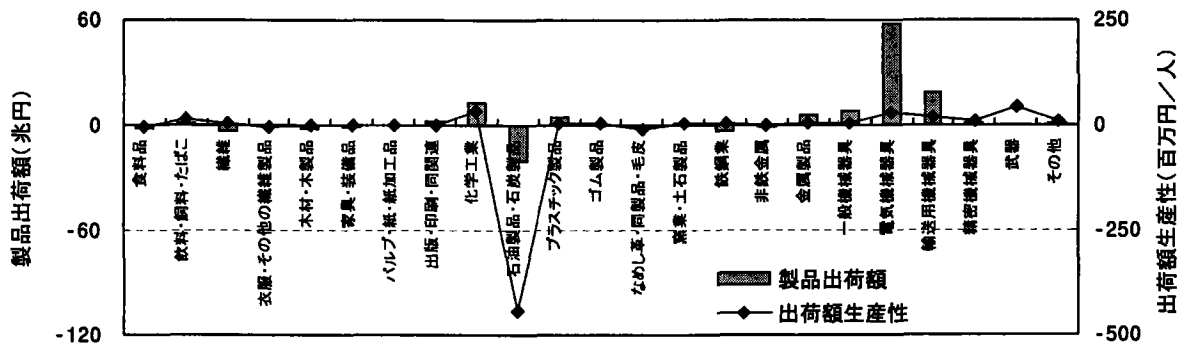 製品出荷額(兆円)
60
0
-60
-120
食料品
飲料・飼料・たばこ
繊維
衣服・その他の繊維製品
木材・木製品
家具・装備品
パルプ・紙・紙加工品
出版・印刷・同関連
化学工業
石油製品・石炭製品
プラスチック製品
ゴム製品
なめし革・同製品・毛皮
窯業・土石製品
鉄鋼業
非鉄金属
金属製品
一般機械器具
電気機械器具
輸送用機械器具
精密機械器具
武器
その他
製品出荷額
出荷額生産性
250
0
-250
-500
出荷額生産性(百万円/人)